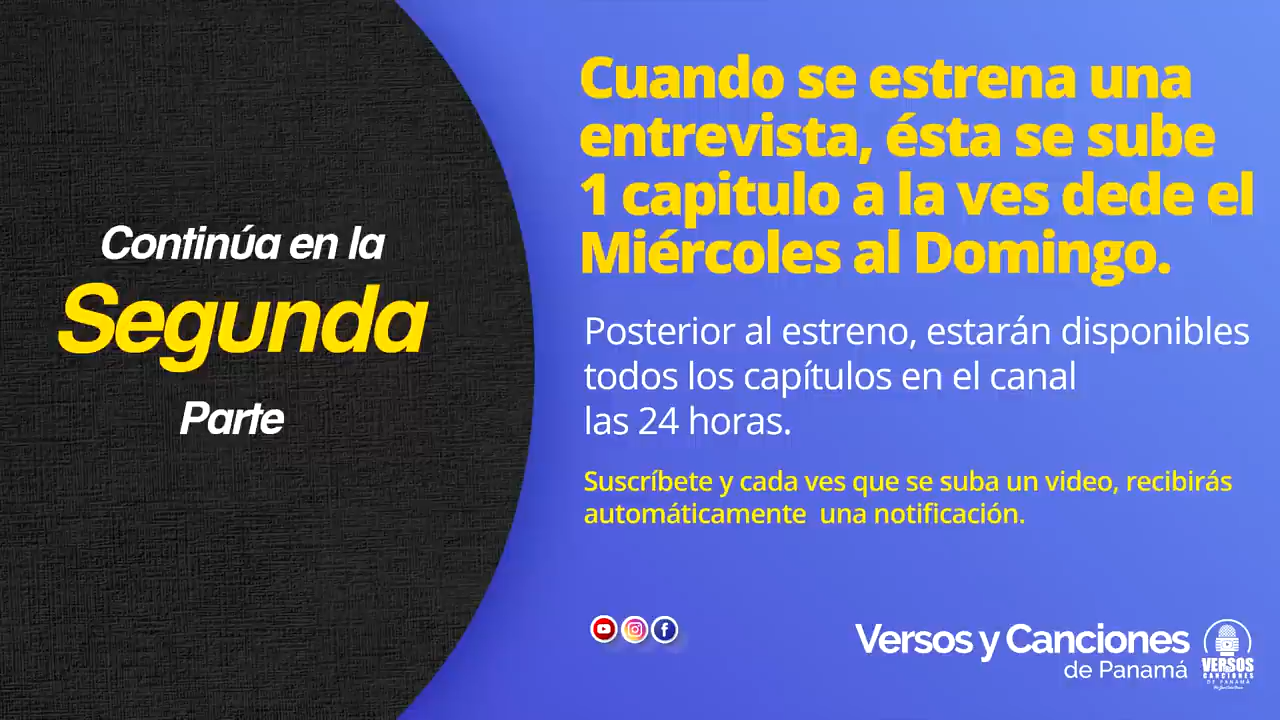 Continúa en la
Segunda
Parte
Cuando se estrena una
entrevista, ésta se sube
1 capitulo a la ves dede el
Miércoles al Domingo.
Posterior al estreno, estarán disponibles
todos los capítulos en el canal
las 24 horas.
Suscríbete y cada ves que se suba un video, recibirás
automáticamente una notificación.
Versos y Canciones
de Panamá
VERSOS
CANCIONES
DE PANAMÁ